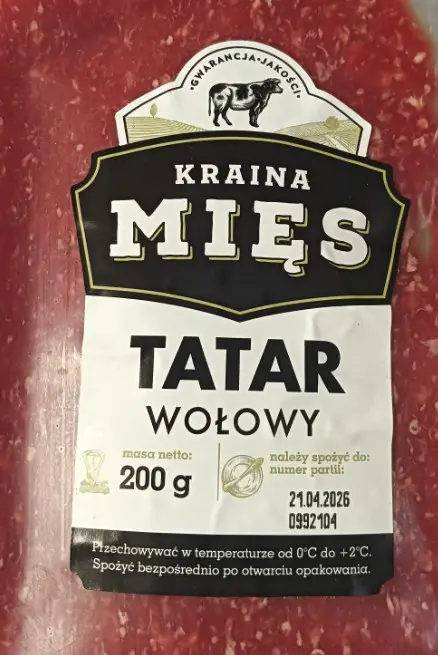 GWARANCJA·JAKOŚCI
KRAINA
MIĘS
TATAR
WOŁOWY
masa netto:
200 g
należy spożyć do:
numer partii:
21.04.2026
0992104
Przechowywać w temperaturze od 0°C do +2°C.
Spożyć bezpośrednio po otwarciu opakowania.